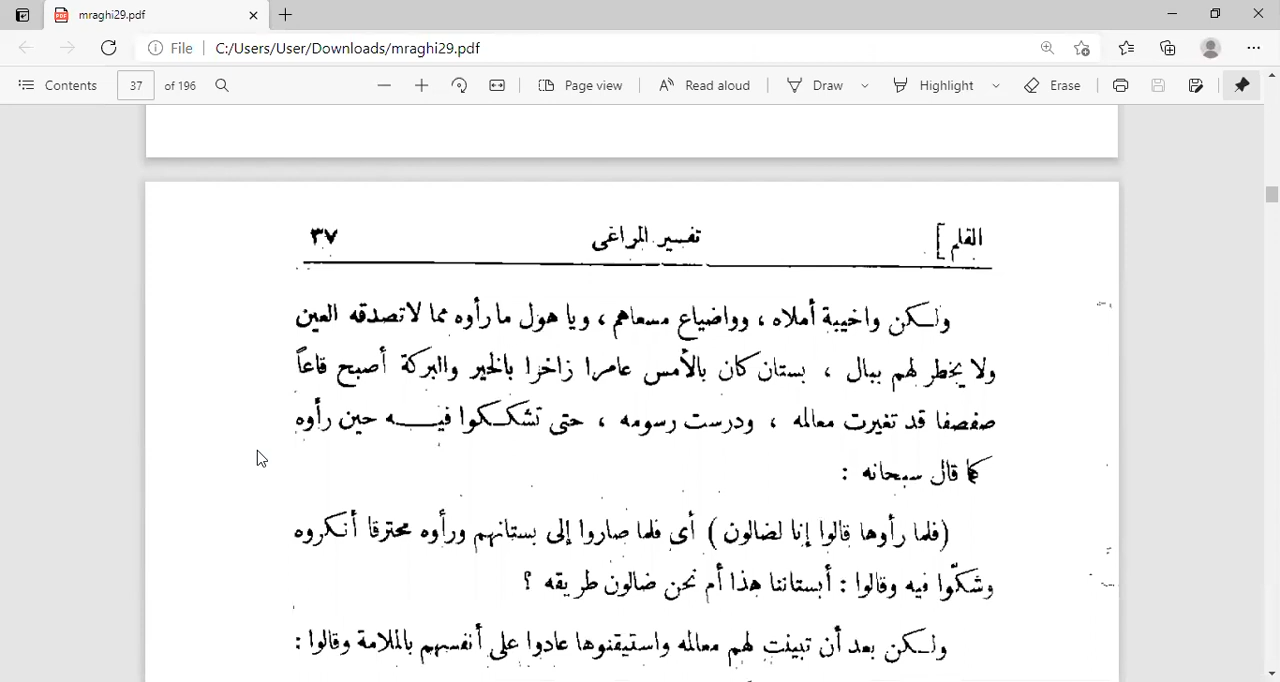 mraghi29.pdf
File
C:/Users/User/Downloads/mraghi29.pdf
Contents
37
of 196
Page view
Read aloud
Draw
Highlight
Erase
القلم]
تفسير المراغى
٣٧
ولكن واخيبة أملاه ، وواضياع مسعاهم ، ويا هول ما رأوه مما لا تصدقه العين
ولا يخطر لهم ببال ، بستان كان بالأمس عامرا زاخرا بالخير والبركة أصبح قاعاً
صفصفا قد تغيرت معالمه ، ودرست رسومه ، حتى تشككوا فيه حين رأوه
كما قال سبحانه :
(فلما رأوها قالوا إنا لضالون) أى فلما صاروا إلى بستانهم ورأوه محترقا أنكروه
وشكّوا فيه وقالوا : أبستاننا هذا أم نحن ضالون طريقه ؟
ولكن بعد أن تبينت لهم معالمه واستيقنوها عادوا على أنفسهم بالملامة وقالوا :